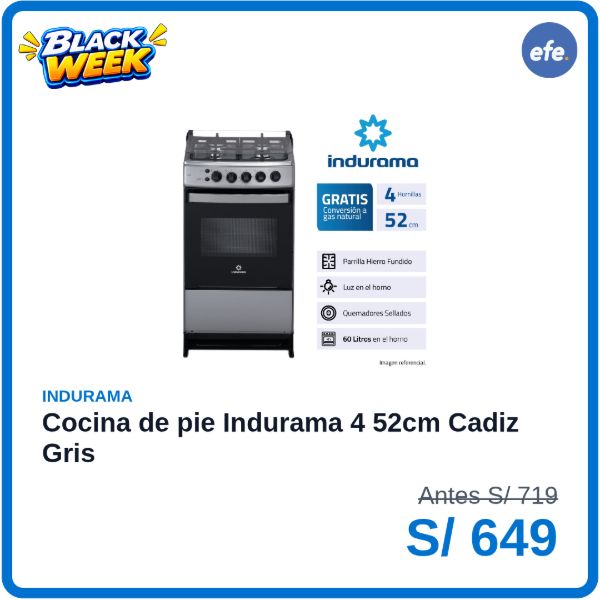 BLACK
WEEK
efe.
indurama
GRATIS
Conversión a
gas natural
4 Hornillas
52 cm
Parrilla Hierro Fundido
Luz en el horno
Quemadores Sellados
60 Litros en el horno
Imagen referencial.
indurama
INDURAMA
Cocina de pie Indurama 4 52cm Cadiz
Gris
Antes S/ 719
S/ 649